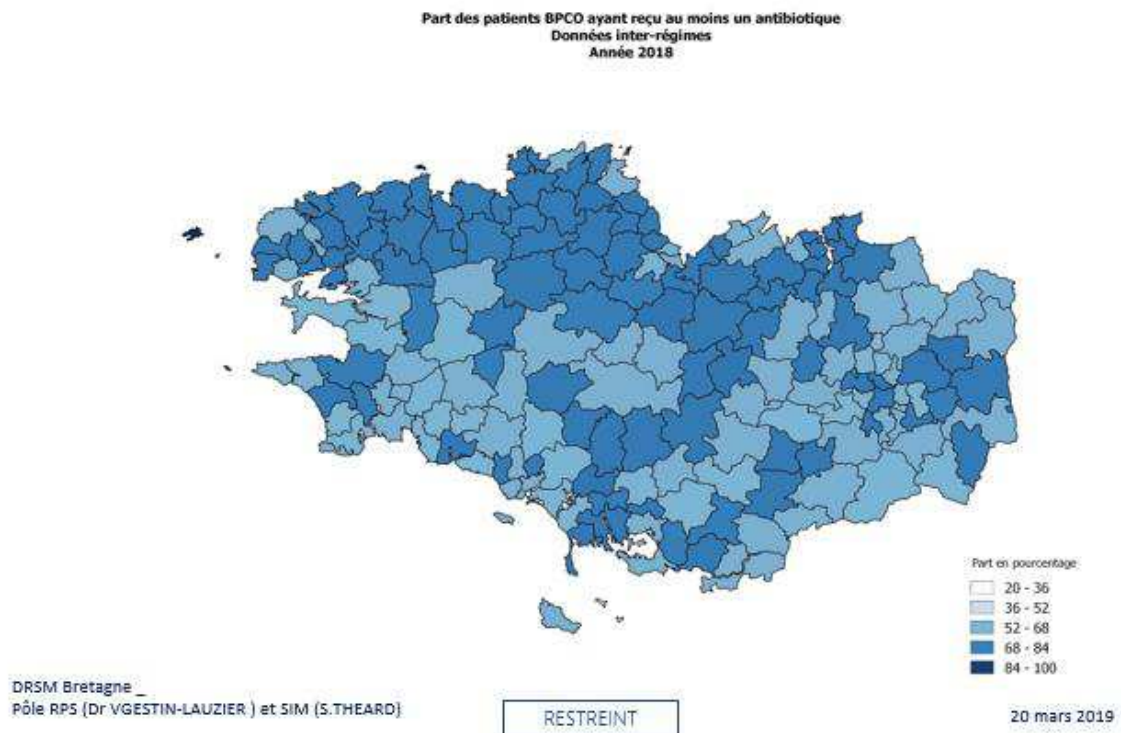 Part des patients BPCO ayant reçu au moins un antibiotique
Données inter-régimes
Année 2018
Part en pourcentage
20 - 36
36 - 52
52 - 68
68 - 84
84 - 100
DRSM Bretagne _
Pôle RPS (Dr VGESTIN-LAUZIER ) et SIM (S.THEARD)
RESTREINT
20 mars 2019